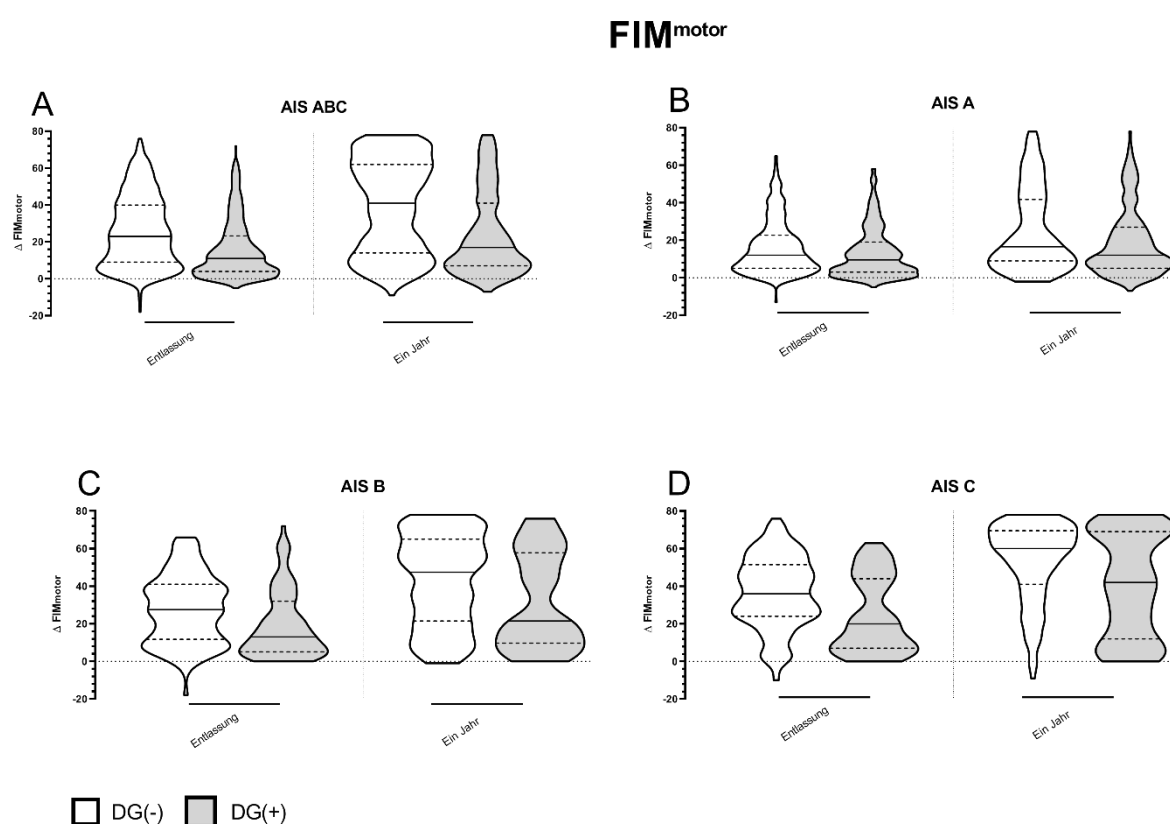 FIMmotor
A
AIS ABC
Δ FIMmotor
80
60
40
20
0
-20
Entlassung
Ein Jahr
B
AIS A
Δ FIMmotor
80
60
40
20
0
-20
Entlassung
Ein Jahr
C
AIS B
Δ FIMmotor
80
60
40
20
0
-20
Entlassung
Ein Jahr
D
AIS C
Δ FIMmotor
80
60
40
20
0
-20
Entlassung
Ein Jahr
DG(-) DG(+)